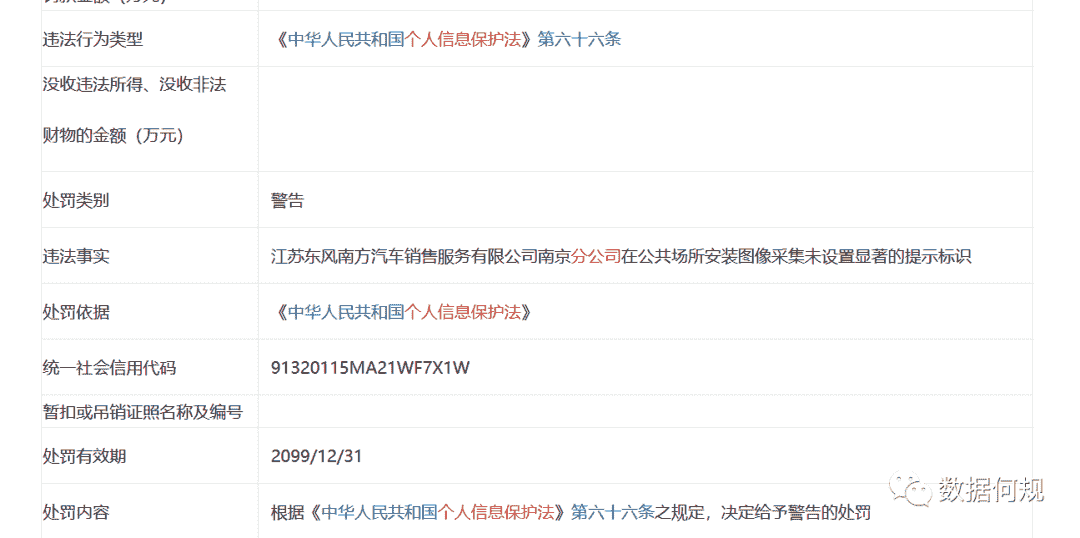 罚款金额（万元）
违法行为类型
《中华人民共和国个人信息保护法》第六十六条
没收违法所得、没收非法
财物的金额（万元）
处罚类别
警告
违法事实
江苏东风南方汽车销售服务有限公司南京分公司在公共场所安装图像采集未设置显著的提示标识
处罚依据
《中华人民共和国个人信息保护法》
统一社会信用代码
91320115MA21WF7X1W
暂扣或吊销证照名称及编号
处罚有效期
2099/12/31
处罚内容
根据《中华人民共和国个人信息保护法》第六十六条之规定，决定给予警告的处罚
数据何规